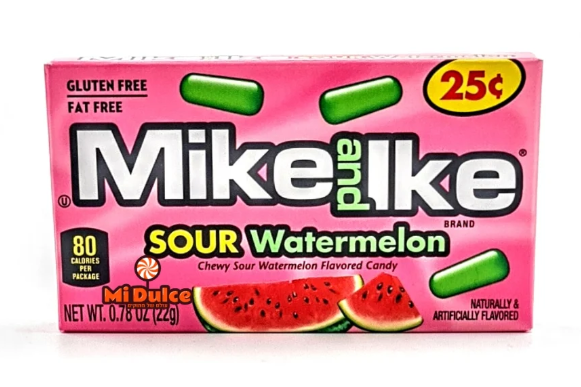 GLUTEN FREE
FAT FREE
25¢
Mike and Ike®
BRAND
SOUR Watermelon
Chewy Sour Watermelon Flavored Candy
80
CALORIES
PER
PACKAGE
Mi Dulce
NET WT. 0.78 OZ (22g)
NATURALLY &
ARTIFICIALLY FLAVORED